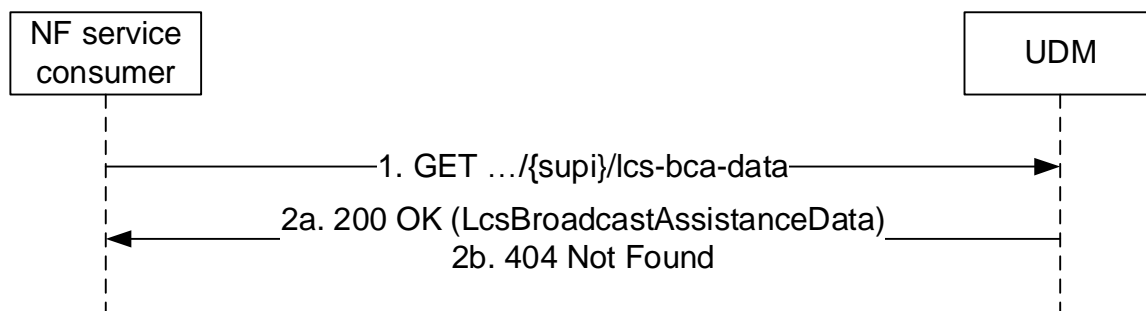 NF service
consumer
UDM
1. GET …/{supi}/lcs-bca-data
2a. 200 OK (LcsBroadcastAssistanceData)
2b. 404 Not Found